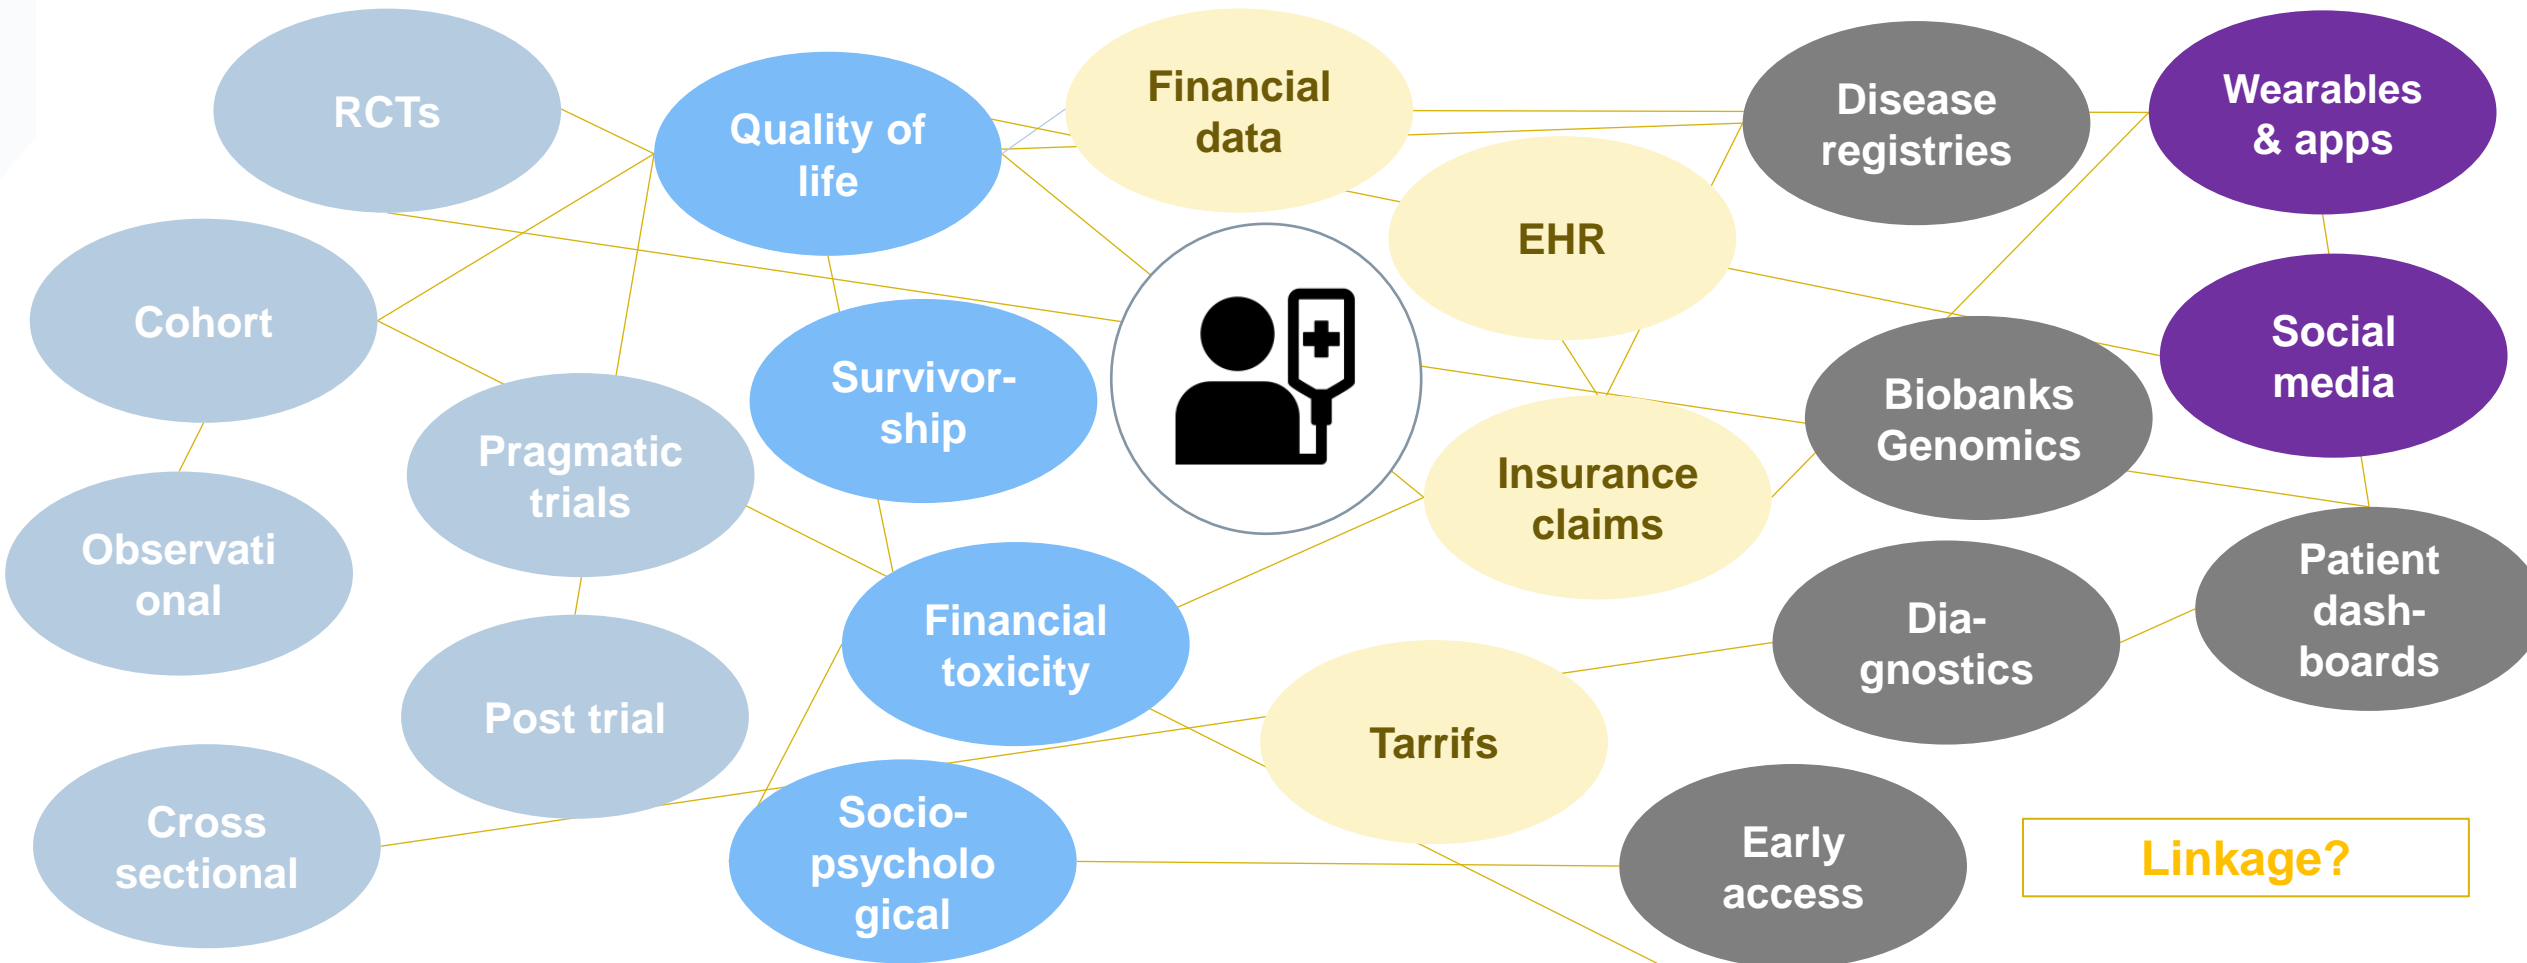 RCTs
Quality of
life
Financial
data
Disease
registries
Wearables
& apps
EHR
Cohort
Social
media
Survivor-
ship
Biobanks
Genomics
Pragmatic
trials
Insurance
claims
Observati
onal
Patient
dash-
boards
Financial
toxicity
Dia-
gnostics
Post trial
Tarrifs
Cross
sectional
Socio-
psycholo
gical
Early
access
Linkage?